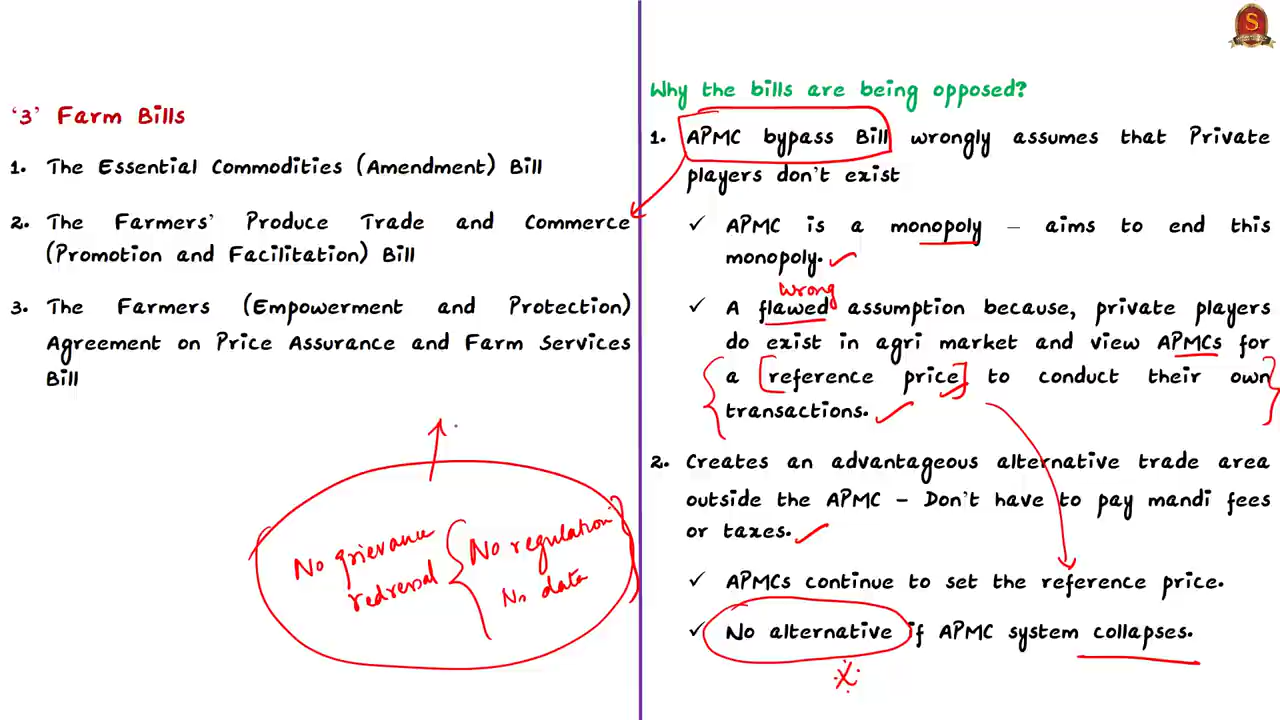 S
'3' Farm Bills
1. The Essential Commodities (Amendment) Bill
2. The Farmers' Produce Trade and Commerce
(Promotion and Facilitation) Bill
3. The Farmers (Empowerment and Protection)
Agreement on Price Assurance and Farm Services
Bill
No grievance
redressal
No regulation
No data
Why the bills are being opposed?
1. APMC bypass Bill wrongly assumes that Private
players don't exist
✓ APMC is a monopoly – aims to end this
monopoly.
wrong
✓ A flawed assumption because, private players
do exist in agri market and view APMCs for
a [reference price] to conduct their own
transactions.
2. Creates an advantageous alternative trade area
outside the APMC – Don't have to pay mandi fees
or taxes.
✓ APMCs continue to set the reference price.
✓ No alternative if APMC system collapses.